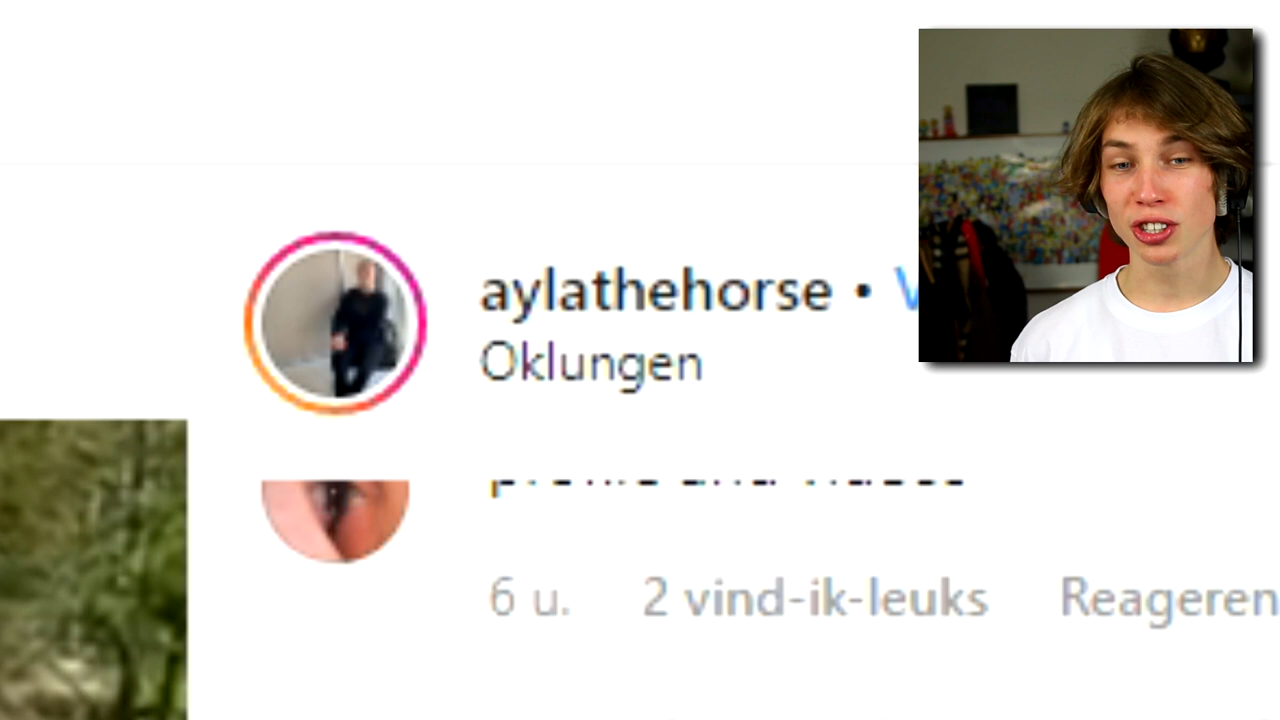 aylathehorse •
Oklungen
6 u. 2 vind-ik-leuks Reageren